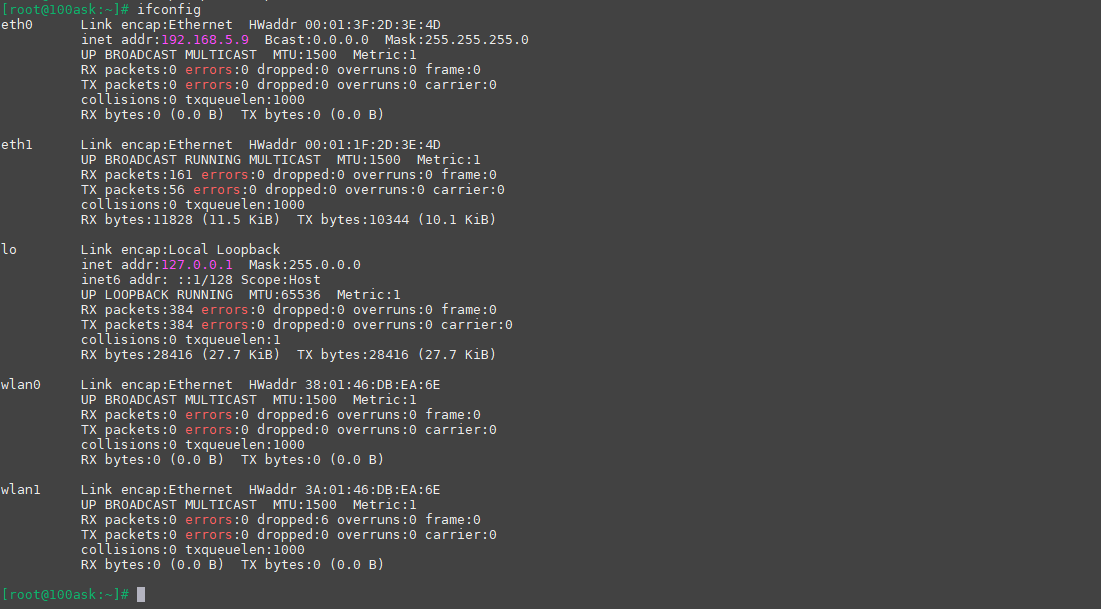 [root@100ask:~]# ifconfig
eth0      Link encap:Ethernet  HWaddr 00:01:3F:2D:3E:4D
          inet addr:192.168.5.9  Bcast:0.0.0.0  Mask:255.255.255.0
          UP BROADCAST MULTICAST  MTU:1500  Metric:1
          RX packets:0 errors:0 dropped:0 overruns:0 frame:0
          TX packets:0 errors:0 dropped:0 overruns:0 carrier:0
          collisions:0 txqueuelen:1000
          RX bytes:0 (0.0 B)  TX bytes:0 (0.0 B)

eth1      Link encap:Ethernet  HWaddr 00:01:1F:2D:3E:4D
          UP BROADCAST RUNNING MULTICAST  MTU:1500  Metric:1
          RX packets:161 errors:0 dropped:0 overruns:0 frame:0
          TX packets:56 errors:0 dropped:0 overruns:0 carrier:0
          collisions:0 txqueuelen:1000
          RX bytes:11828 (11.5 KiB)  TX bytes:10344 (10.1 KiB)

lo        Link encap:Local Loopback
          inet addr:127.0.0.1  Mask:255.0.0.0
          inet6 addr: ::1/128 Scope:Host
          UP LOOPBACK RUNNING  MTU:65536  Metric:1
          RX packets:384 errors:0 dropped:0 overruns:0 frame:0
          TX packets:384 errors:0 dropped:0 overruns:0 carrier:0
          collisions:0 txqueuelen:1
          RX bytes:28416 (27.7 KiB)  TX bytes:28416 (27.7 KiB)

wlan0     Link encap:Ethernet  HWaddr 38:01:46:DB:EA:6E
          UP BROADCAST MULTICAST  MTU:1500  Metric:1
          RX packets:0 errors:0 dropped:6 overruns:0 frame:0
          TX packets:0 errors:0 dropped:0 overruns:0 carrier:0
          collisions:0 txqueuelen:1000
          RX bytes:0 (0.0 B)  TX bytes:0 (0.0 B)

wlan1     Link encap:Ethernet  HWaddr 3A:01:46:DB:EA:6E
          UP BROADCAST MULTICAST  MTU:1500  Metric:1
          RX packets:0 errors:0 dropped:6 overruns:0 frame:0
          TX packets:0 errors:0 dropped:0 overruns:0 carrier:0
          collisions:0 txqueuelen:1000
          RX bytes:0 (0.0 B)  TX bytes:0 (0.0 B)

[root@100ask:~]#